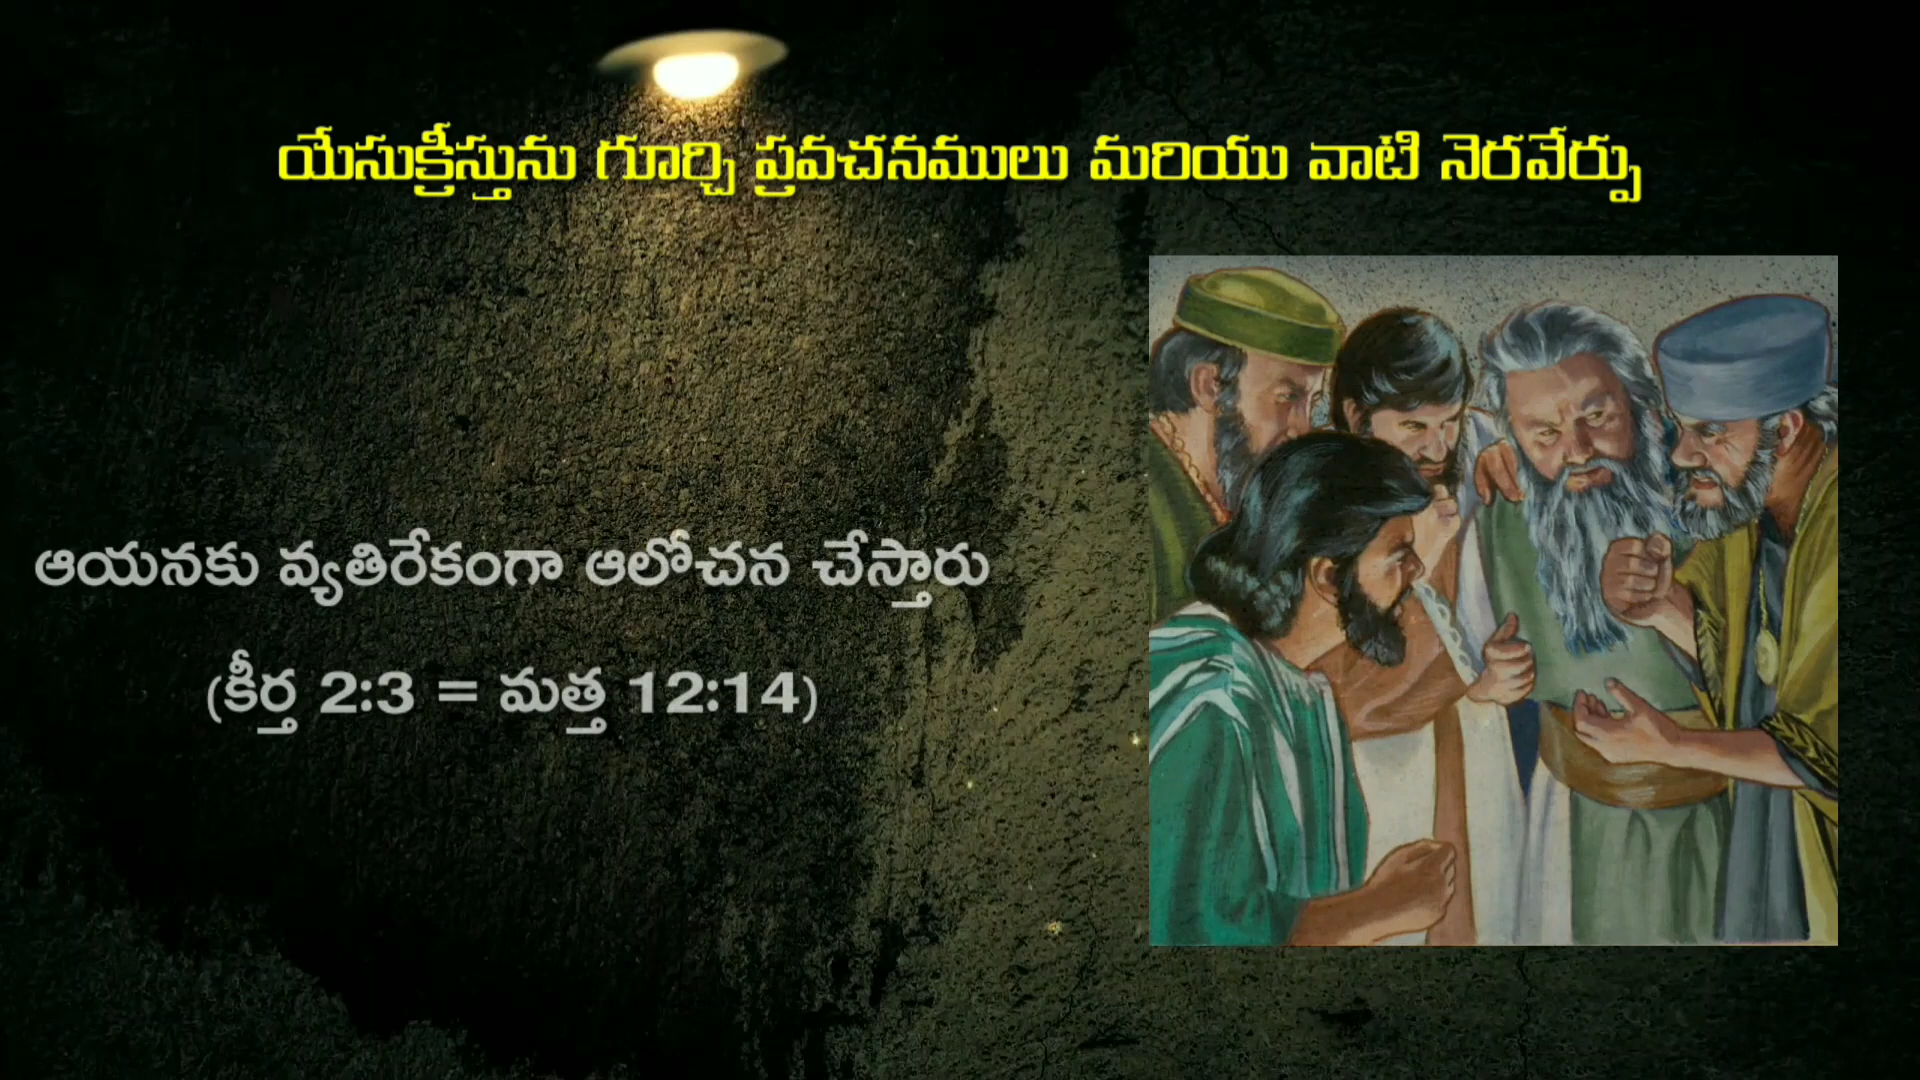 యేసుక్రీస్తును గూర్చి ప్రవచనములు మరియు వాటి నెరవేర్పు
ఆయనకు వ్యతిరేకంగా ఆలోచన చేస్తారు
(కీర్త 2:3 = మత్త 12:14)